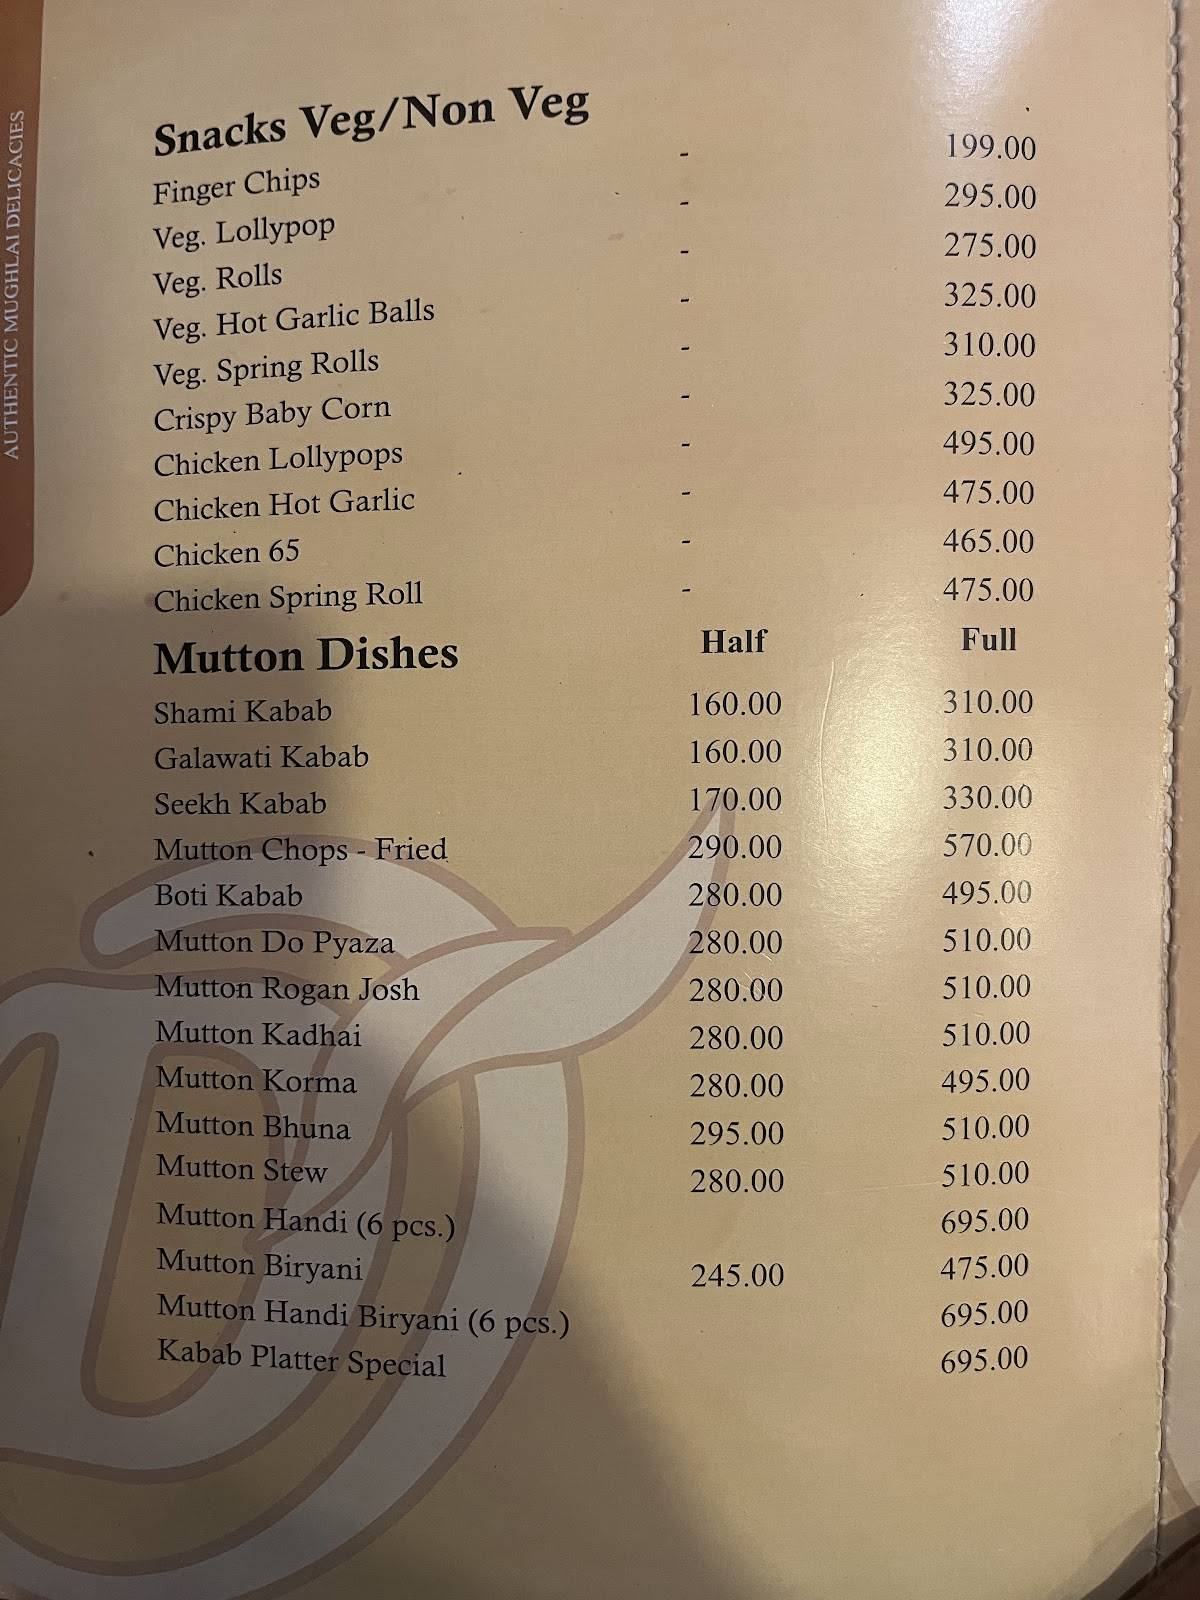 AUTHENTIC MUGHLAI DELICACIES
Snacks Veg/Non Veg
Finger Chips - 199.00
Veg. Lollypop - 295.00
Veg. Rolls - 275.00
Veg. Hot Garlic Balls - 325.00
Veg. Spring Rolls - 310.00
Crispy Baby Corn - 325.00
Chicken Lollypops - 495.00
Chicken Hot Garlic - 475.00
Chicken 65 - 465.00
Chicken Spring Roll - 475.00
Mutton Dishes Half Full
Shami Kabab 160.00 310.00
Galawati Kabab 160.00 310.00
Seekh Kabab 170.00 330.00
Mutton Chops - Fried 290.00 570.00
Boti Kabab 280.00 495.00
Mutton Do Pyaza 280.00 510.00
Mutton Rogan Josh 280.00 510.00
Mutton Kadhai 280.00 510.00
Mutton Korma 280.00 495.00
Mutton Bhuna 295.00 510.00
Mutton Stew 280.00 510.00
Mutton Handi (6 pcs.) 695.00
Mutton Biryani 245.00 475.00
Mutton Handi Biryani (6 pcs.) 695.00
Kabab Platter Special 695.00